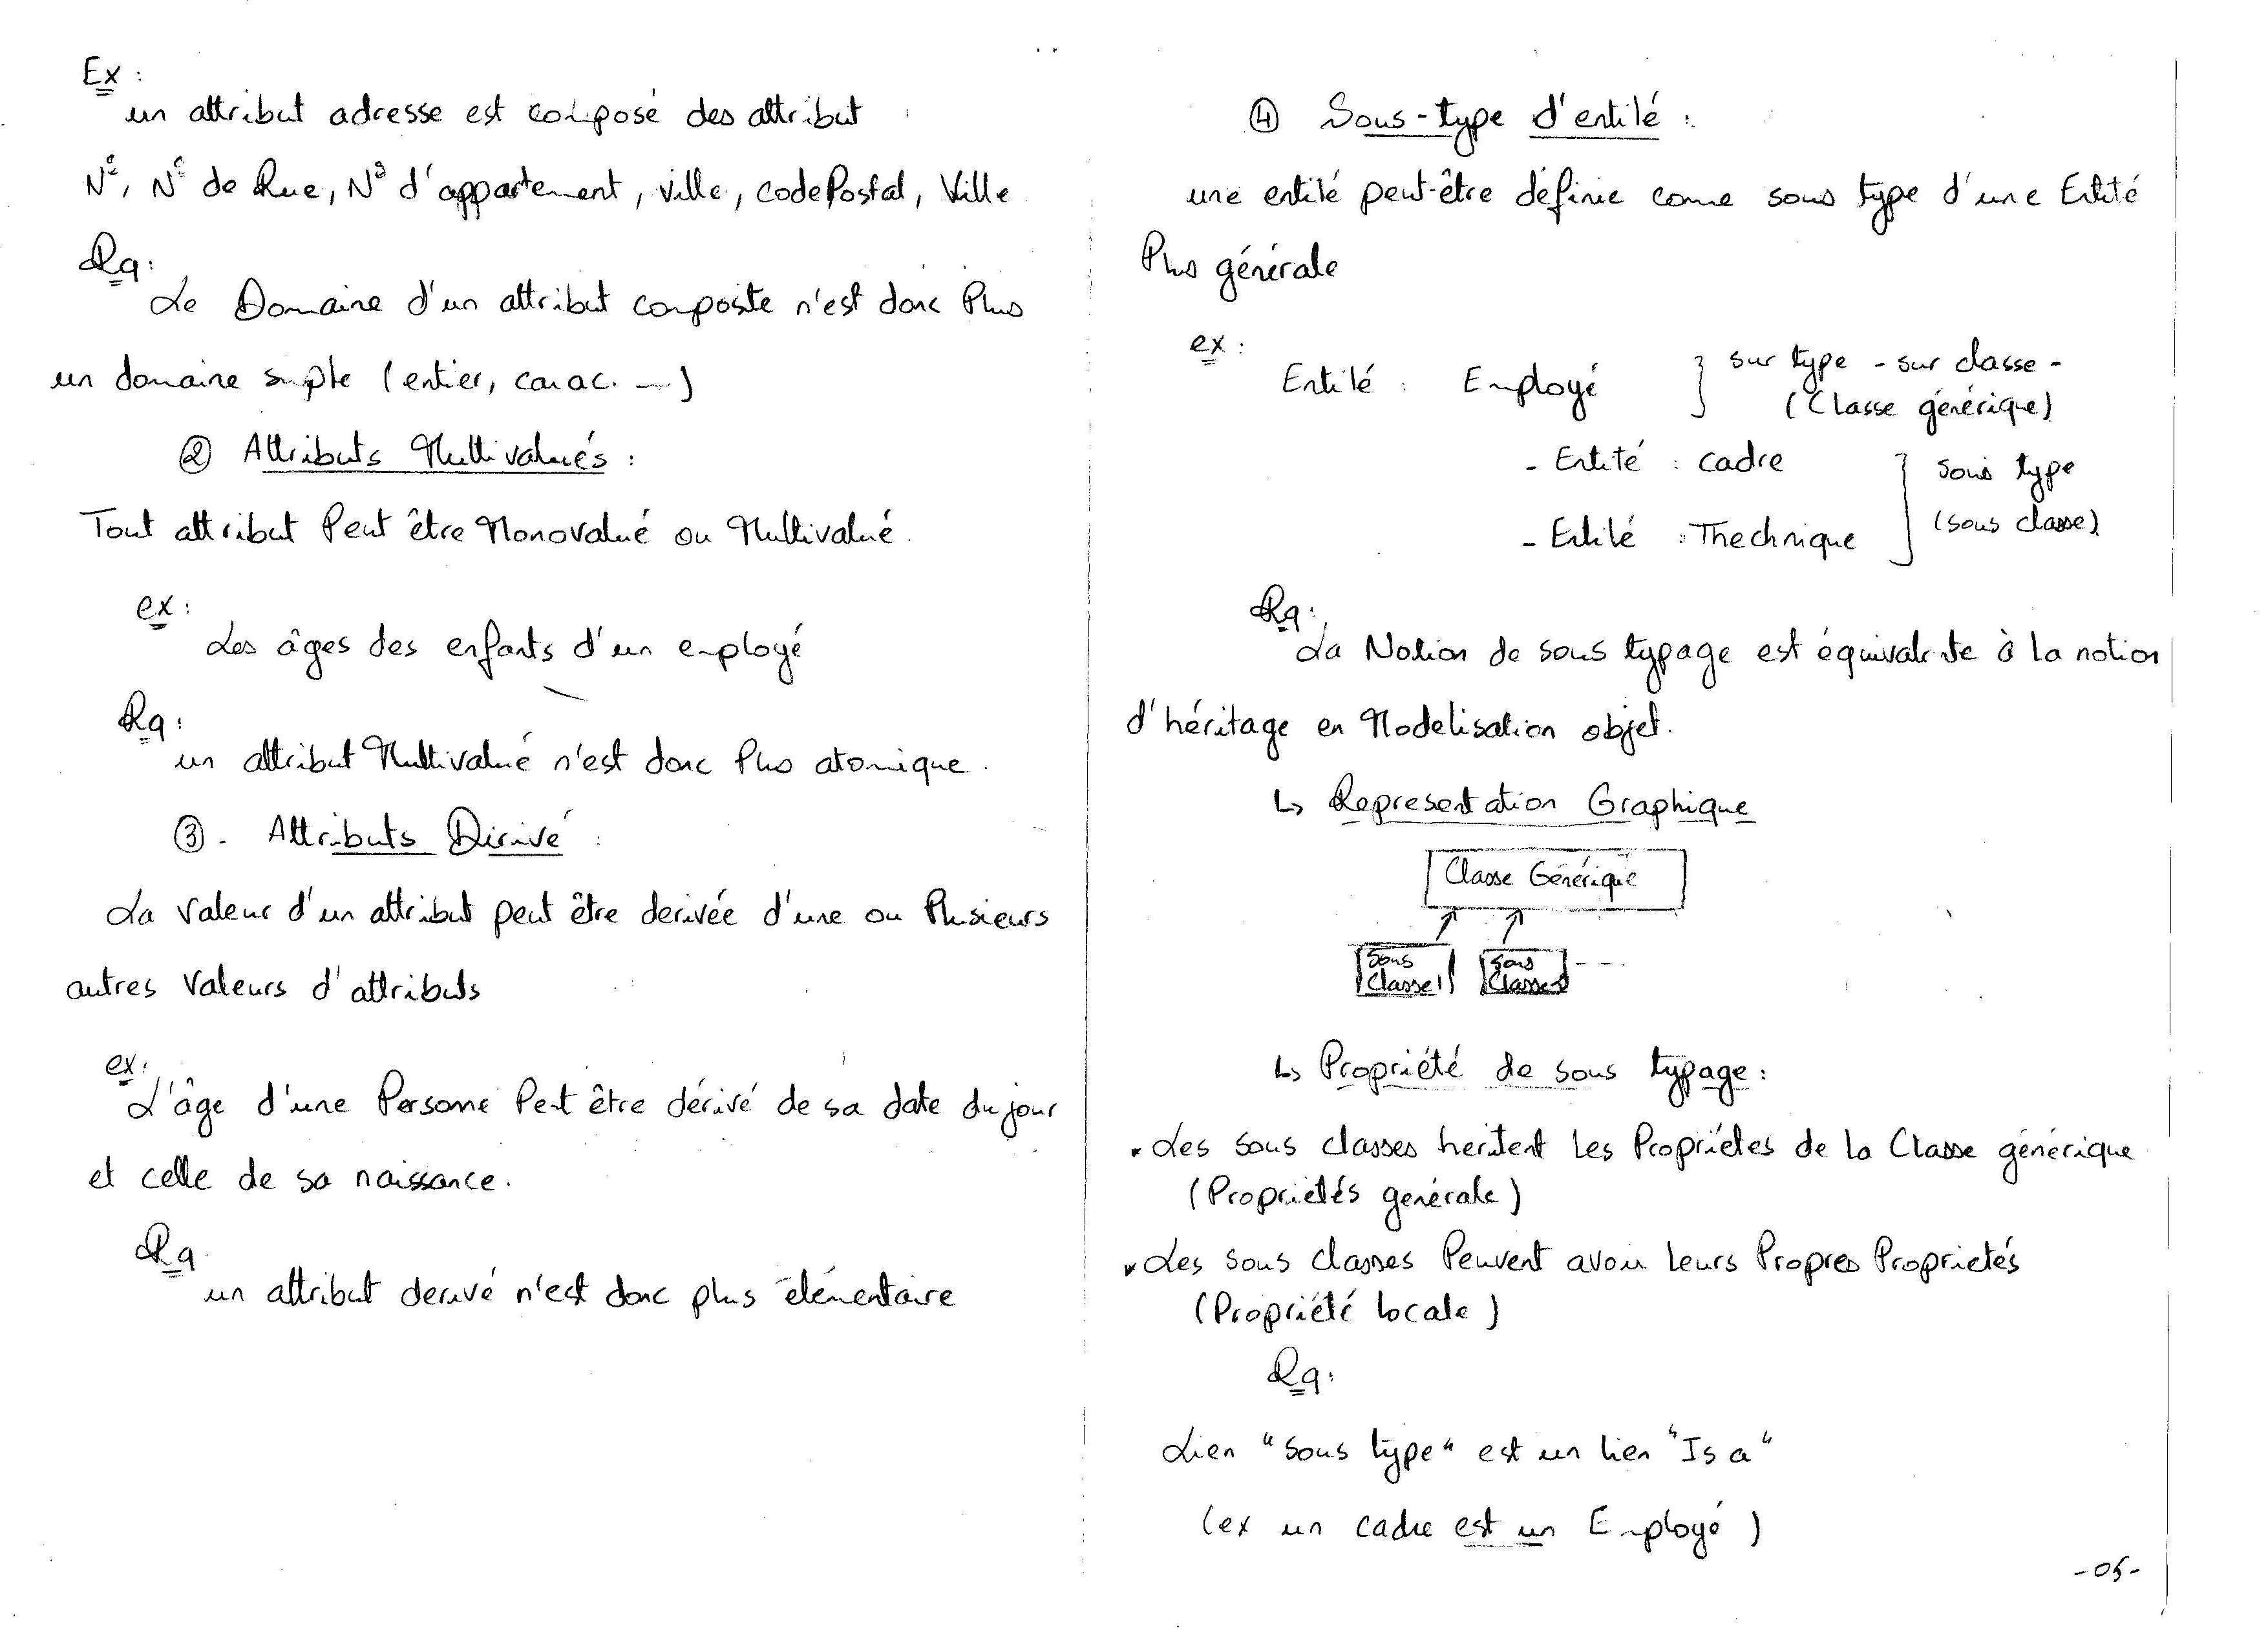 Ex :
un attribut adresse est composé des attribut
N°, N° de Rue, N° d'appartement, ville, code Postal, Ville
Rq :
Le Domaine d'un attribut composite n'est donc Plus
un domaine simple (entier, carac. ---)
② Attributs Multivalués :
Tout attribut Peut être Monovalué ou Multivalué.
ex :
Les âges des enfants d'un employé
Rq :
un attribut Multivalué n'est donc Plus atomique.
③. Attributs Dérivé :
La valeur d'un attribut peut être derivée d'une ou Plusieurs
autres Valeurs d'attributs
ex :
L'âge d'une Personne Peut être dérivé de sa date du jour
et celle de sa naissance.
Rq.
un attribut derivé n'est donc plus élémentaire
④ Sous-type d'entité :
une entité peut-être définie comme sous type d'une Entité
Plus générale
ex :
Entité : Employé } sur type - sur classe -
(Classe générique)
- Entité : cadre } sous type
- Entité : Thechnique (sous classe)
Rq :
La Notion de sous typage est équivalente à la notion
d'héritage en Modelisation objet.
↳ Representation Graphique
Classe Générique
Sous Classe1
Sous Classe2 ----
↳ Propriété de sous typage :
* Les sous classes heritent les Propriétes de la Classe générique
(Propriétés générale)
* Les sous classes Peuvent avoir leurs Propres Proprietés
(Propriété locale)
Rq :
Lien "sous type" est un lien "Is a"
(ex un cadre est un Employé)
-05-